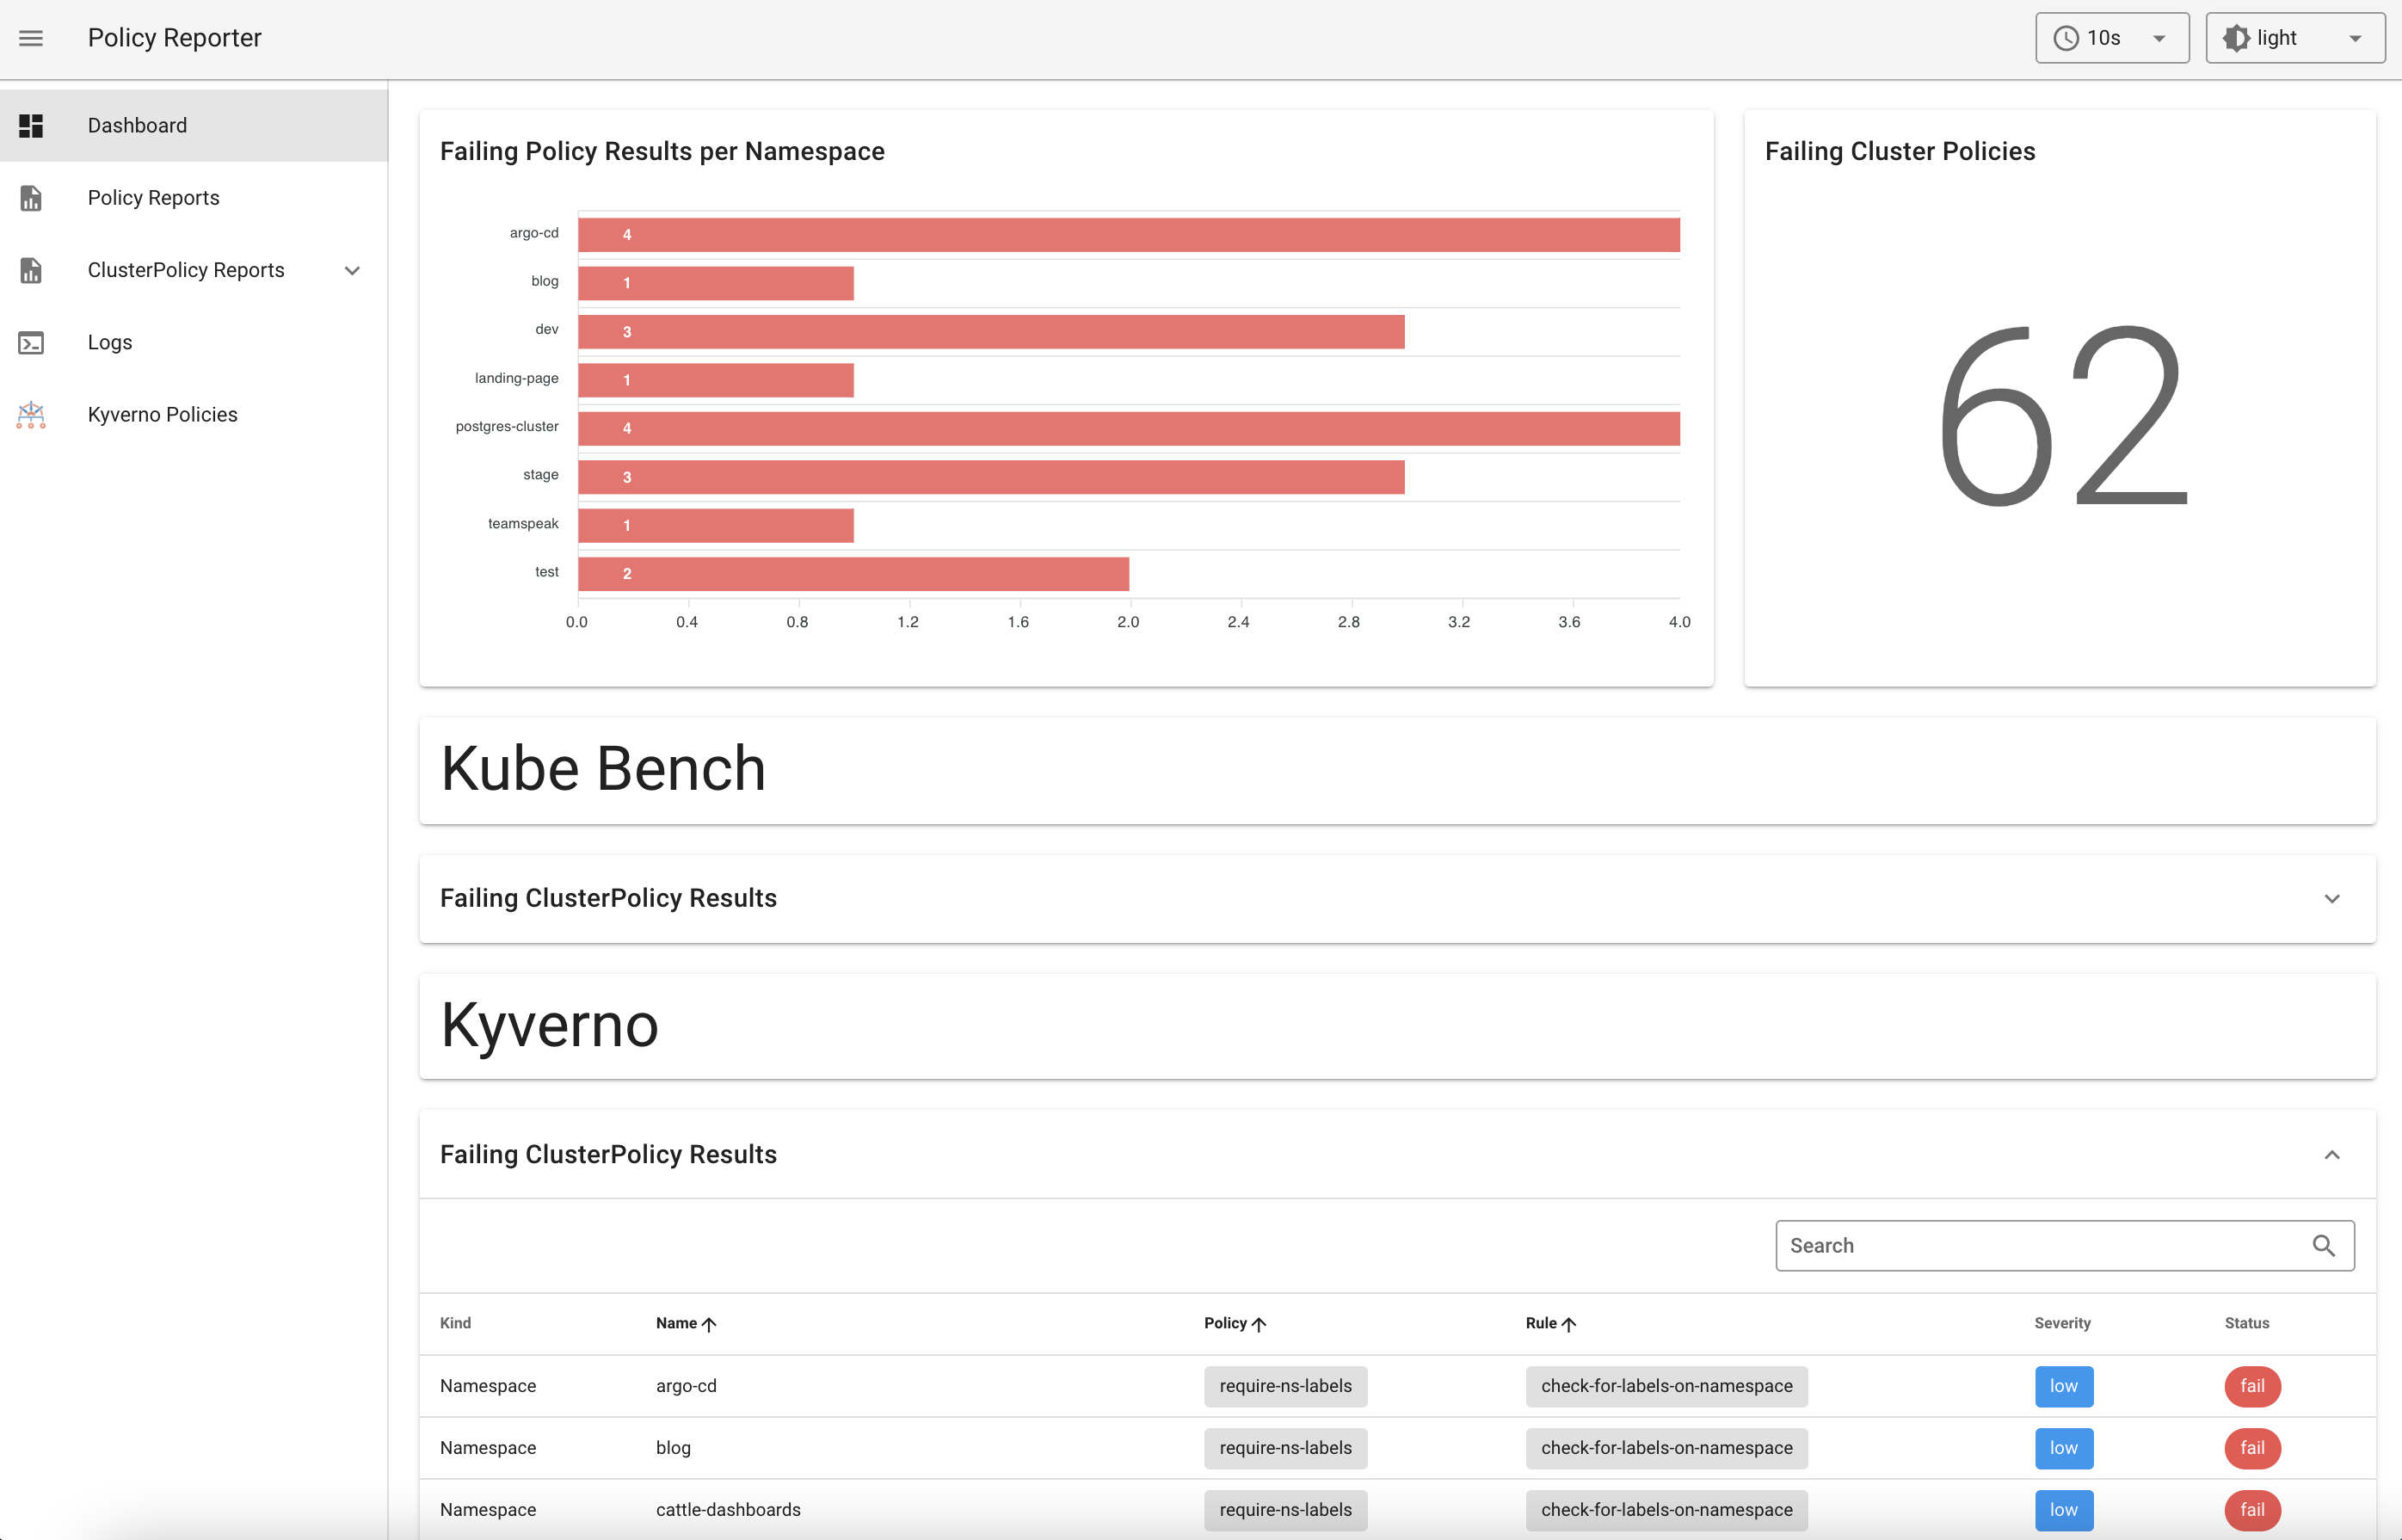 Policy Reporter
10s
light
Dashboard
Policy Reports
ClusterPolicy Reports
Logs
Kyverno Policies
Failing Policy Results per Namespace
argo-cd 4
blog 1
dev 3
landing-page 1
postgres-cluster 4
stage 3
teamspeak 1
test 2
0.0 0.4 0.8 1.2 1.6 2.0 2.4 2.8 3.2 3.6 4.0
Failing Cluster Policies
62
Kube Bench
Failing ClusterPolicy Results
Kyverno
Failing ClusterPolicy Results
Search
Kind Name Policy Rule Severity Status
Namespace argo-cd require-ns-labels check-for-labels-on-namespace low fail
Namespace blog require-ns-labels check-for-labels-on-namespace low fail
Namespace cattle-dashboards require-ns-labels check-for-labels-on-namespace low fail